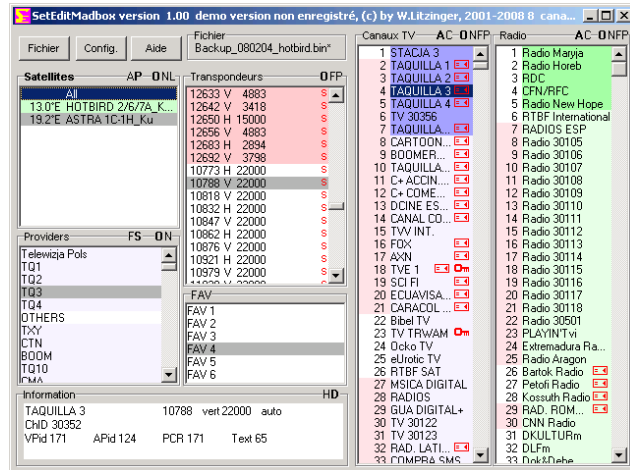 SetEditMadbox version 1.00 demo version non enregistré, (c) by W.Litzinger, 2001-2008 8 cana...
Fichier Config. Aide
Fichier
Backup_080204_hotbird.bin*
Satellites AP ONL
All
13.0°E HOTBIRD 2/6/7A_K...
19.2°E ASTRA 1C-1H_Ku
Providers FS ON
Telewizja Pols
TQ1
TQ2
TQ3
TQ4
OTHERS
TXY
CTN
BOOM
TQ10
CMA
Transpondeurs OFP
12633 V 4883 S
12642 V 3418 S
12650 H 15000 S
12656 V 4883 S
12683 H 2894 S
12692 V 3798 S
10773 H 22000 S
10788 V 22000 S
10818 V 22000 S
10832 H 22000 S
10847 V 22000 S
10862 H 22000 S
10876 V 22000 S
10921 H 22000 S
10979 V 22000 S
FAV
FAV 1
FAV 2
FAV 3
FAV 4
FAV 5
FAV 6
Information HD
TAQUILLA 3 10788 vert 22000 auto
ChID 30352
VPid 171 APid 124 PCR 171 Text 65
Canaux TV AC ONFP
1 STACJA 3
2 TAQUILLA 1
3 TAQUILLA 2
4 TAQUILLA 3
5 TAQUILLA 4
6 TV 30356
7 TAQUILLA...
8 CARTOON...
9 BOOMER...
10 TAQUILLA...
11 C+ ACCIN...
12 C+ COME...
13 DCINE ES...
14 CANAL CO...
15 TVV INT.
16 FOX
17 AXN
18 TVE 1
19 SCI FI
20 ECUAVISA...
21 CARACOL ...
22 Bibel TV
23 TV TRWAM
24 Ocko TV
25 eUrotic TV
26 RTBF SAT
27 MSICA DIGITAL
28 RADIOS
29 GUA DIGITAL+
30 TV 30122
31 TV 30123
32 RAD. LATI...
33 COMPRA SMS
Radio AC ONFP
1 Radio Maryja
2 Radio Horeb
3 RDC
4 CFN/RFC
5 Radio New Hope
6 RTBF International
7 RADIOS ESP
8 Radio 30105
9 Radio 30106
10 Radio 30107
11 Radio 30108
12 Radio 30109
13 Radio 30110
14 Radio 30111
15 Radio 30112
16 Radio 30113
17 Radio 30114
18 Radio 30115
19 Radio 30116
20 Radio 30117
21 Radio 30118
22 Radio 30501
23 PLAYIN'Tvi
24 Extremadura Ra...
25 Radio Aragon
26 Bartok Radio
27 Petofi Radio
28 Kossuth Radio
29 RAD. ROM...
30 CNN Radio
31 DKULTURm
32 DLFm
33 Dok&Debe